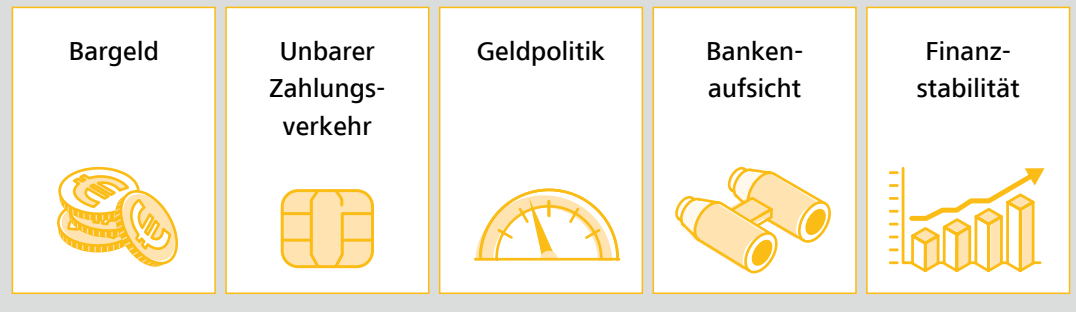 Bargeld
Unbarer
Zahlungs-
verkehr
Geldpolitik
Banken-
aufsicht
Finanz-
stabilität